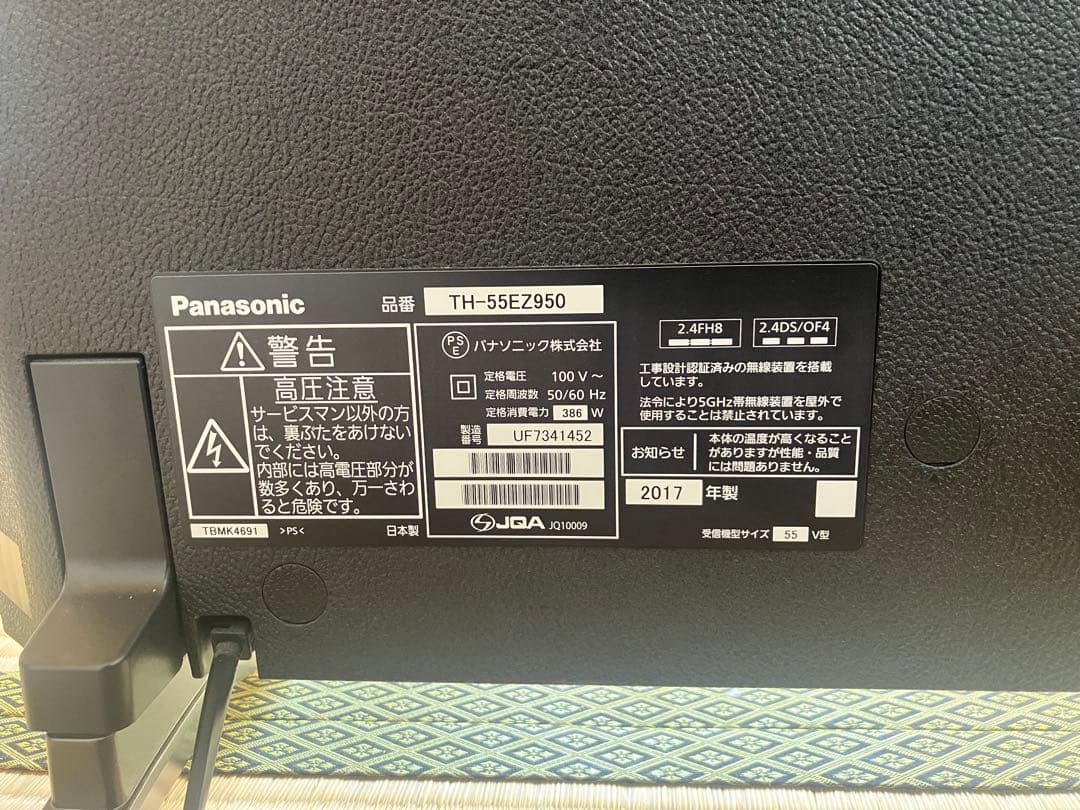 Panasonic
品番 TH-55EZ950
警告
高圧注意
サービスマン以外の方
は、裏ぶたをあけない
でください。
内部には高電圧部分が
数多くあり、万一さわ
ると危険です。
TBMK4691 >PS< 日本製
PSE パナソニック株式会社
定格電圧 100 V ~
定格周波数 50/60 Hz
定格消費電力 386 W
製造番号 UF7341452
JQA JQ10009
2.4FH8 2.4DS/OF4
工事設計認証済みの無線装置を搭載
しています。
法令により5GHz帯無線装置を屋外で
使用することは禁止されています。
お知らせ
本体の温度が高くなること
がありますが性能・品質
には問題ありません。
2017 年製
受信機型サイズ 55 V型